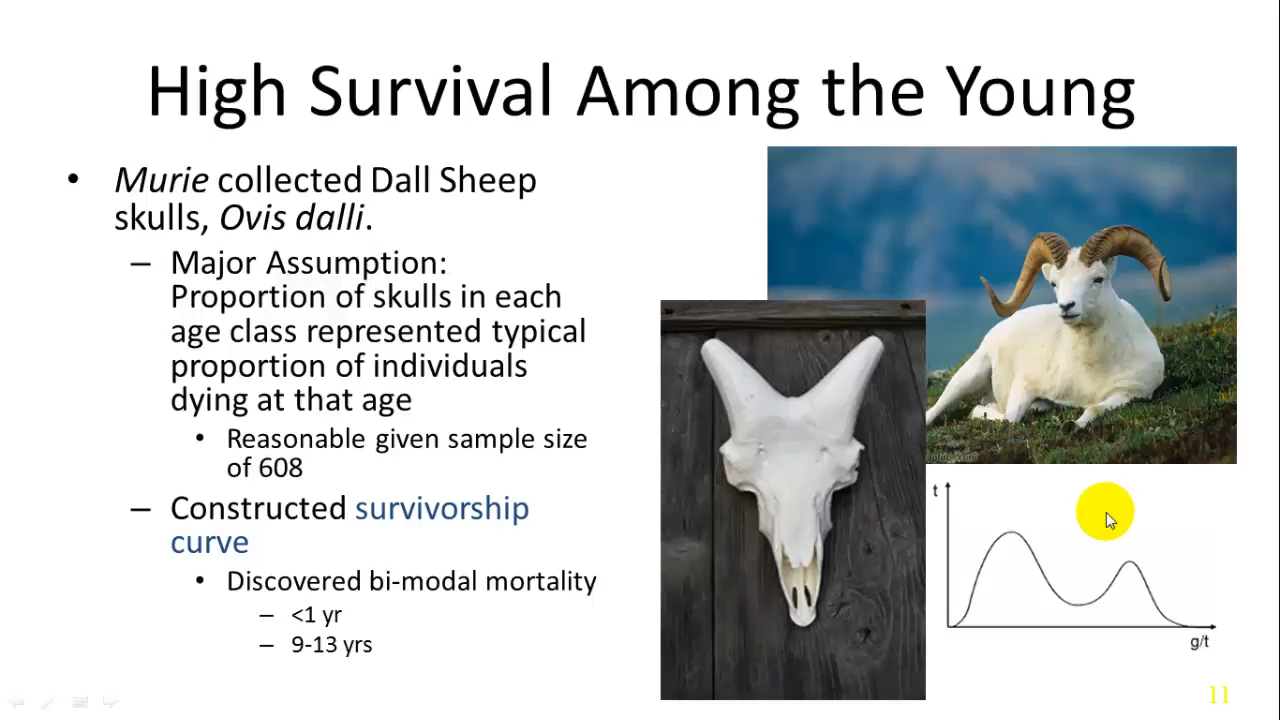 High Survival Among the Young
• Murie collected Dall Sheep
skulls, Ovis dalli.
– Major Assumption:
Proportion of skulls in each
age class represented typical
proportion of individuals
dying at that age
• Reasonable given sample size
of 608
– Constructed survivorship
curve
• Discovered bi-modal mortality
– <1 yr
– 9-13 yrs
t
g/t
11